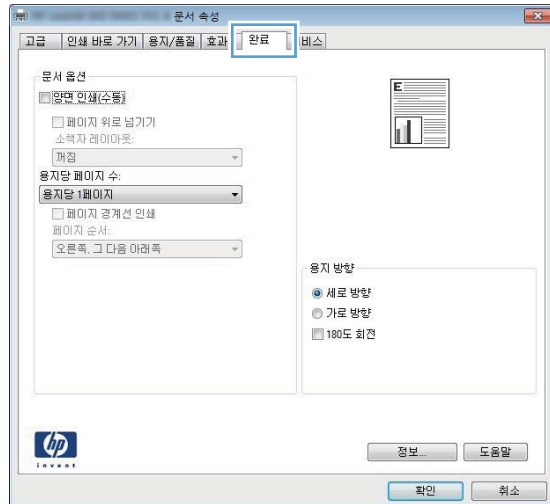 문서 속성
고급 인쇄 바로 가기 용지/품질 효과 완료 비스
문서 옵션
양면 인쇄(수동)
페이지 위로 넘기기
소책자 레이아웃:
꺼짐
용지당 페이지 수:
용지당 1페이지
페이지 경계선 인쇄
페이지 순서:
오른쪽, 그 다음 아래쪽
E
용지 방향
세로 방향
가로 방향
180도 회전
hp
invent
정보... 도움말
확인 취소